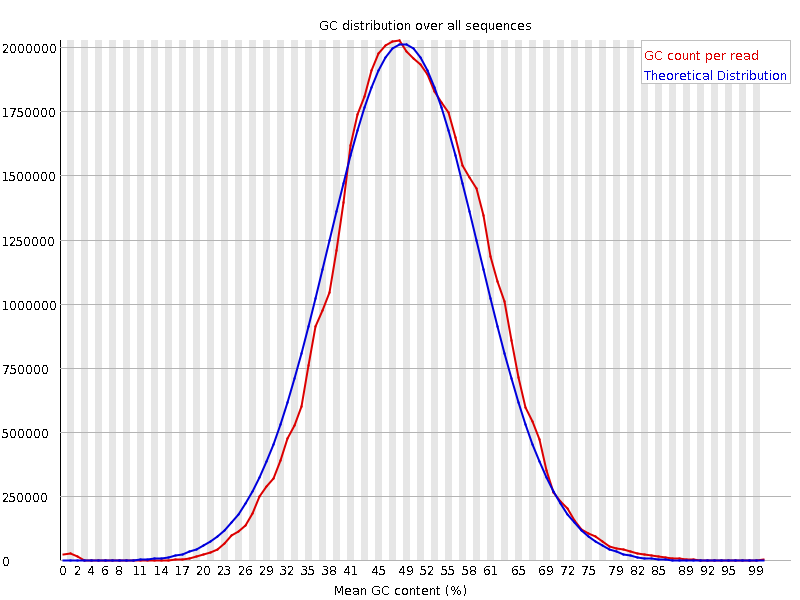 GC distribution over all sequences
GC count per read
Theoretical Distribution
2000000
1750000
1500000
1250000
1000000
750000
500000
250000
0
0 2 4 6 8 11 14 17 20 23 26 29 32 35 38 41 45 49 52 55 58 61 65 69 72 75 79 82 85 89 92 95 99
Mean GC content (%)